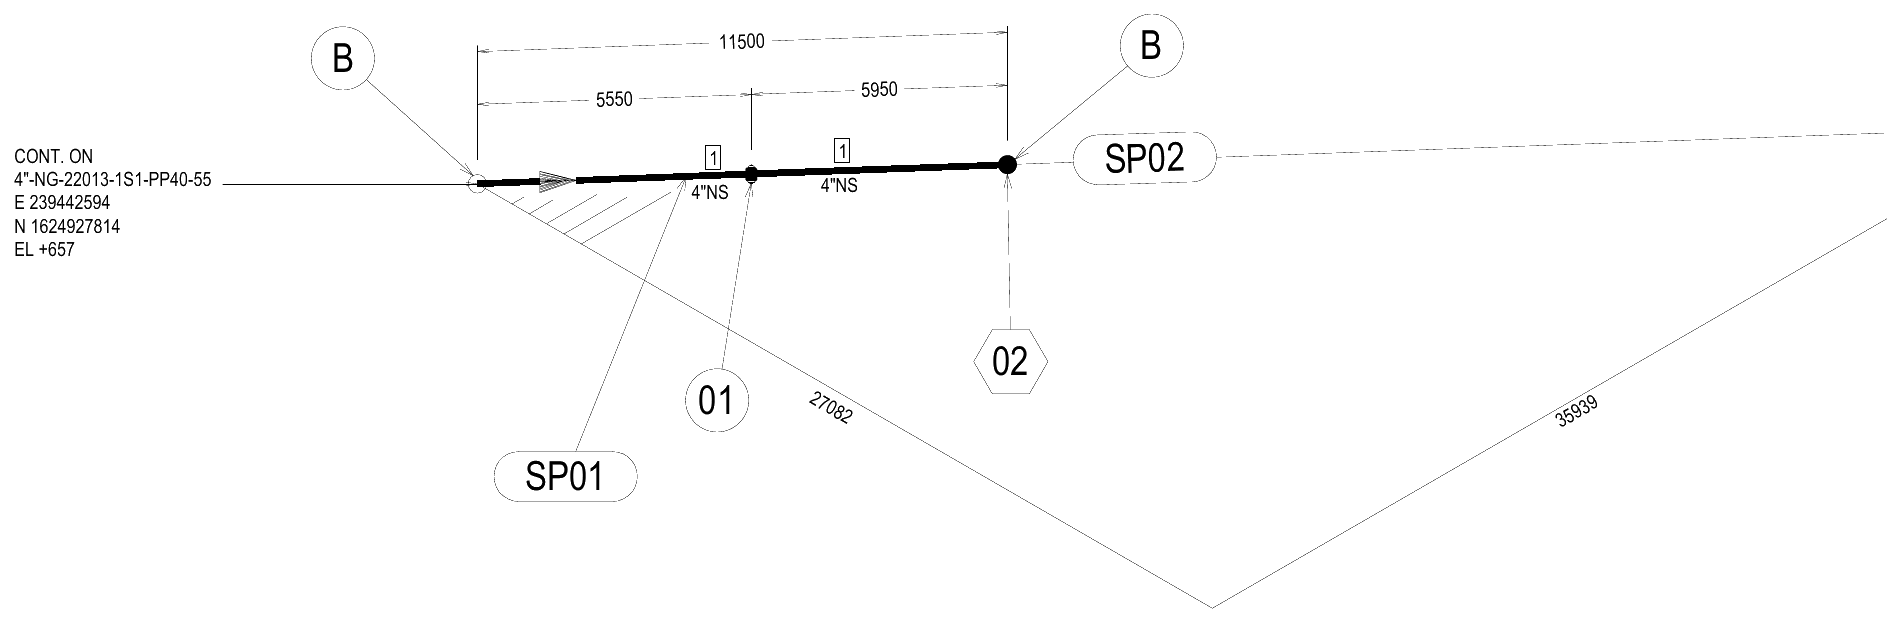 B
11500
B
5550
5950
CONT. ON
4"-NG-22013-1S1-PP40-55
E 239442594
N 1624927814
EL +657
1
1
4"NS
4"NS
SP02
01
02
SP01
27082
35939